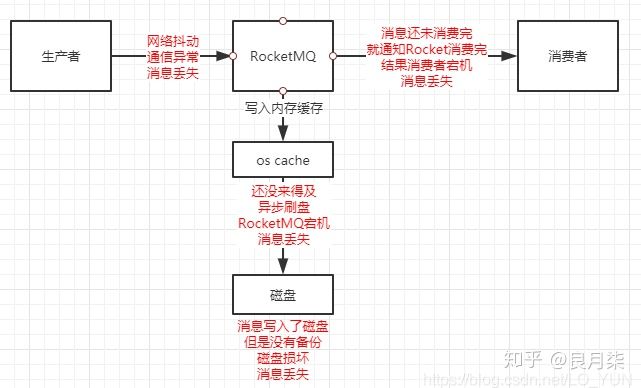 生产者
网络抖动
通信异常
消息丢失
RocketMQ
消息还未消费完
就通知Rocket消费完
结果消费者宕机
消息丢失
消费者
写入内存缓存
os cache
还没来得及
异步刷盘
RocketMQ宕机
消息丢失
磁盘
消息写入了磁盘
但是没有备份
磁盘损坏
消息丢失
知乎 @良月柒
https://blog.csdn.net/LO_YUN